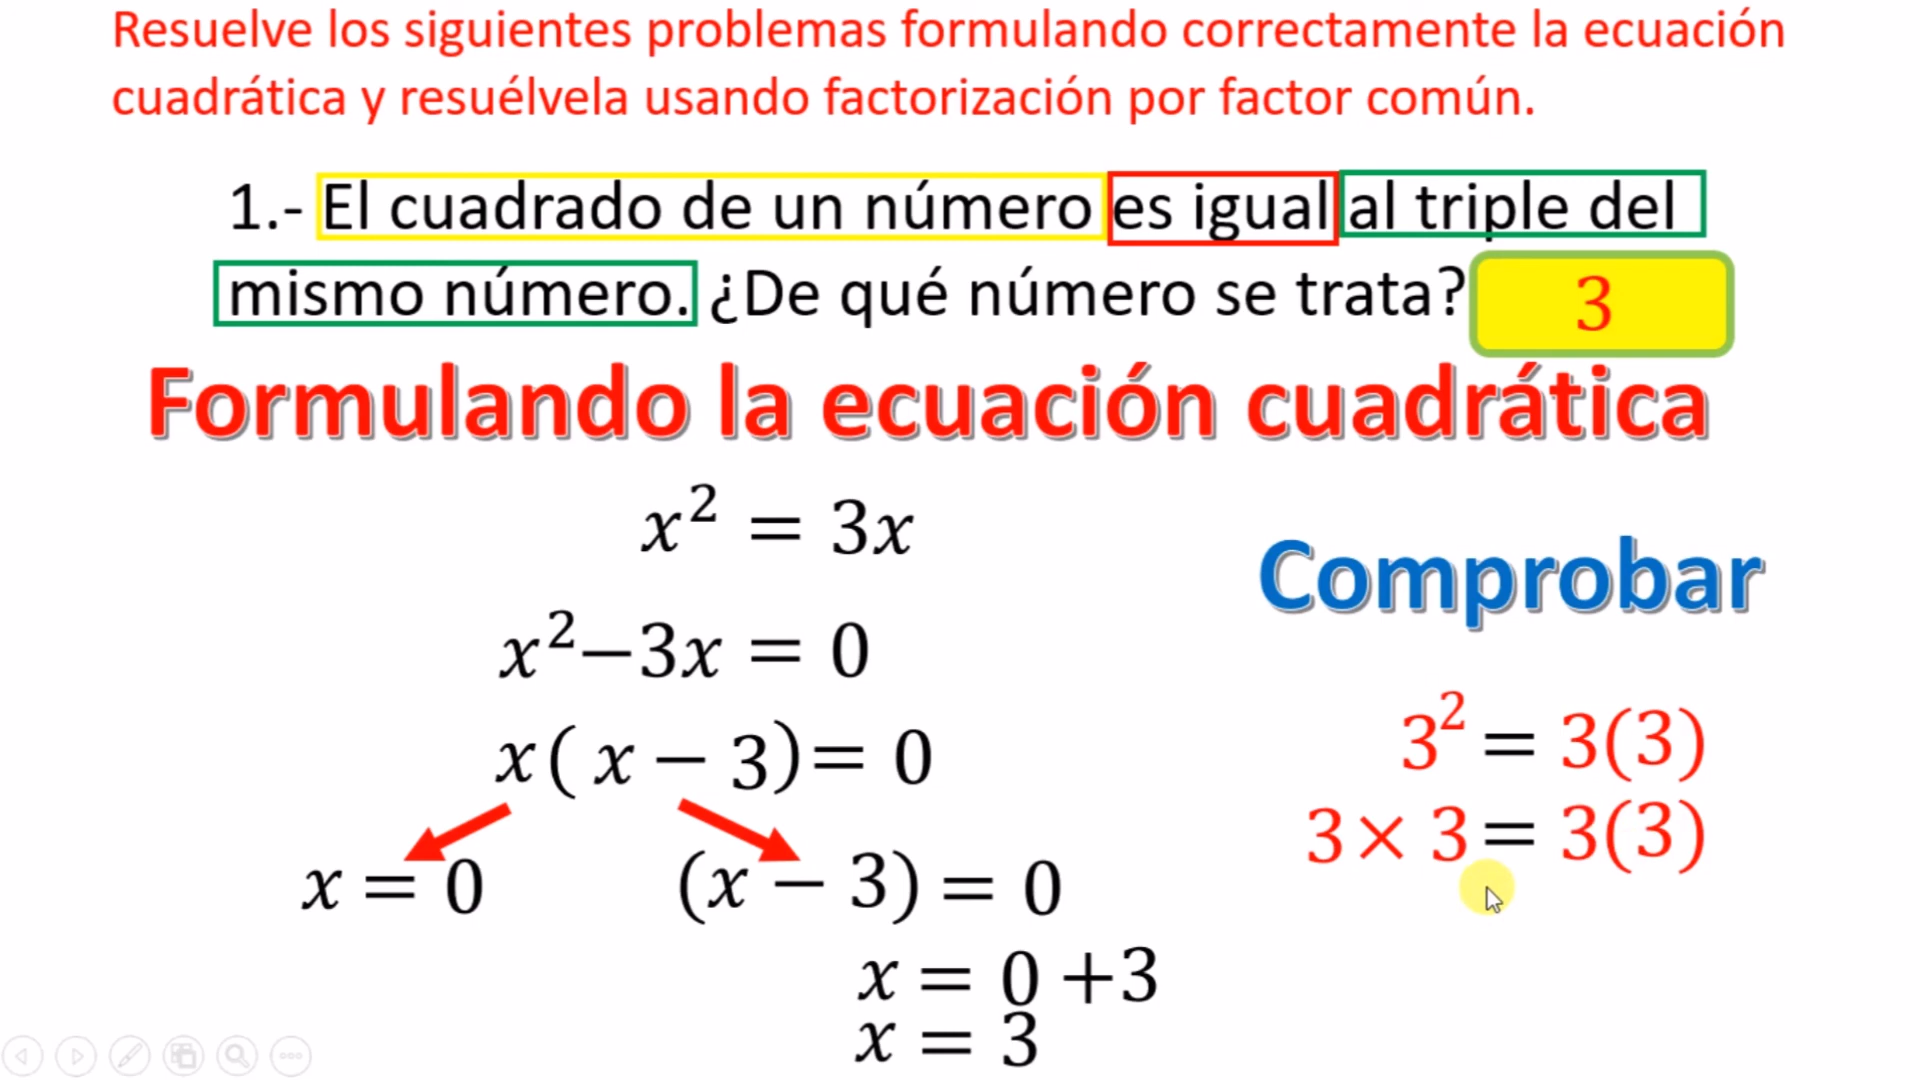 Resuelve los siguientes problemas formulando correctamente la ecuación
cuadrática y resuélvela usando factorización por factor común.
1.- El cuadrado de un número es igual al triple del
mismo número. ¿De qué número se trata? 3
Formulando la ecuación cuadrática
x² = 3x
Comprobar
x²−3x = 0
x( x − 3)= 0
3² = 3(3)
3 × 3 = 3(3)
x = 0
(x − 3) = 0
x = 0 +3
x = 3